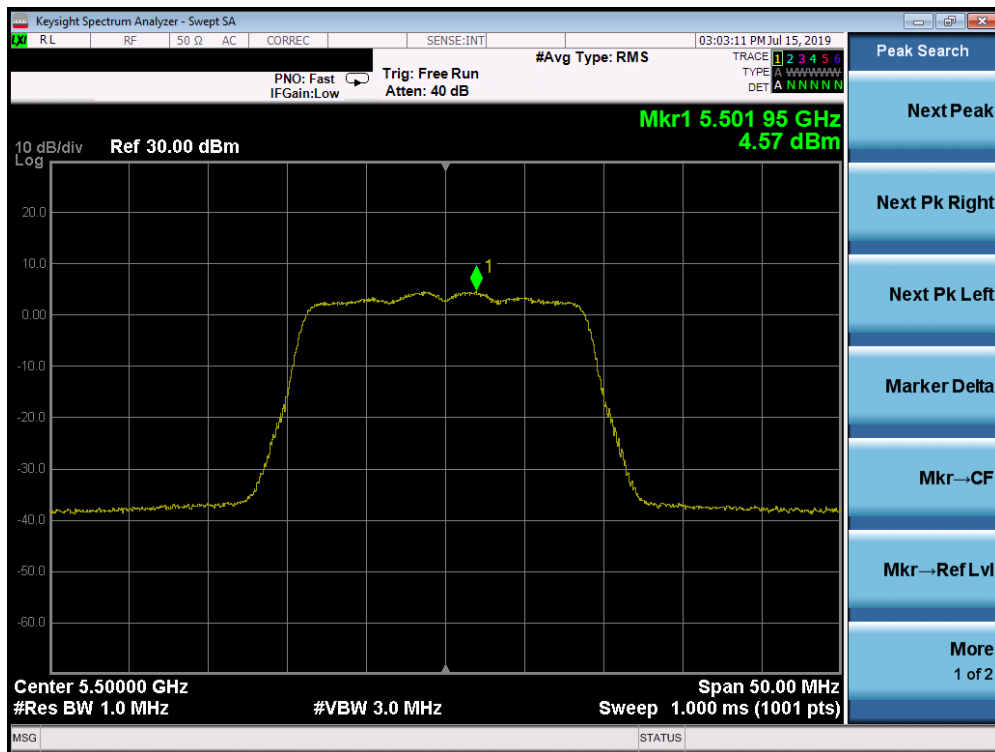 Keysight Spectrum Analyzer - Swept SA
LXI RL RF 50 Ω AC CORREC SENSE:INT 03:03:11 PM Jul 15, 2019
PNO: Fast
IFGain:Low
Trig: Free Run
Atten: 40 dB
#Avg Type: RMS
TRACE 1 2 3 4 5 6
TYPE A WWWWW
DET A N N N N N
Mkr1 5.501 95 GHz
4.57 dBm
10 dB/div Ref 30.00 dBm
Log
20.0
10.0
1
0.00
-10.0
-20.0
-30.0
-40.0
-50.0
-60.0
Center 5.50000 GHz Span 50.00 MHz
#Res BW 1.0 MHz #VBW 3.0 MHz Sweep 1.000 ms (1001 pts)
MSG STATUS
Peak Search
Next Peak
Next Pk Right
Next Pk Left
Marker Delta
Mkr→CF
Mkr→Ref Lvl
More
1 of 2